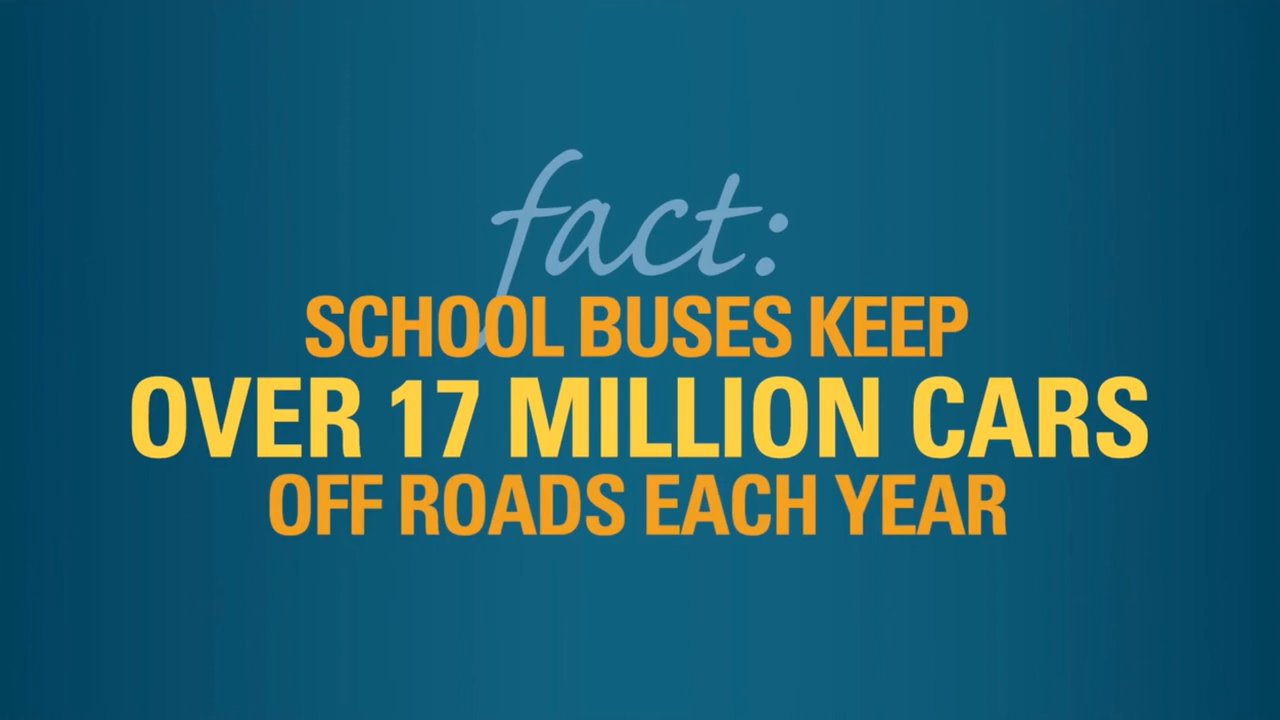 fact:
SCHOOL BUSES KEEP
OVER 17 MILLION CARS
OFF ROADS EACH YEAR